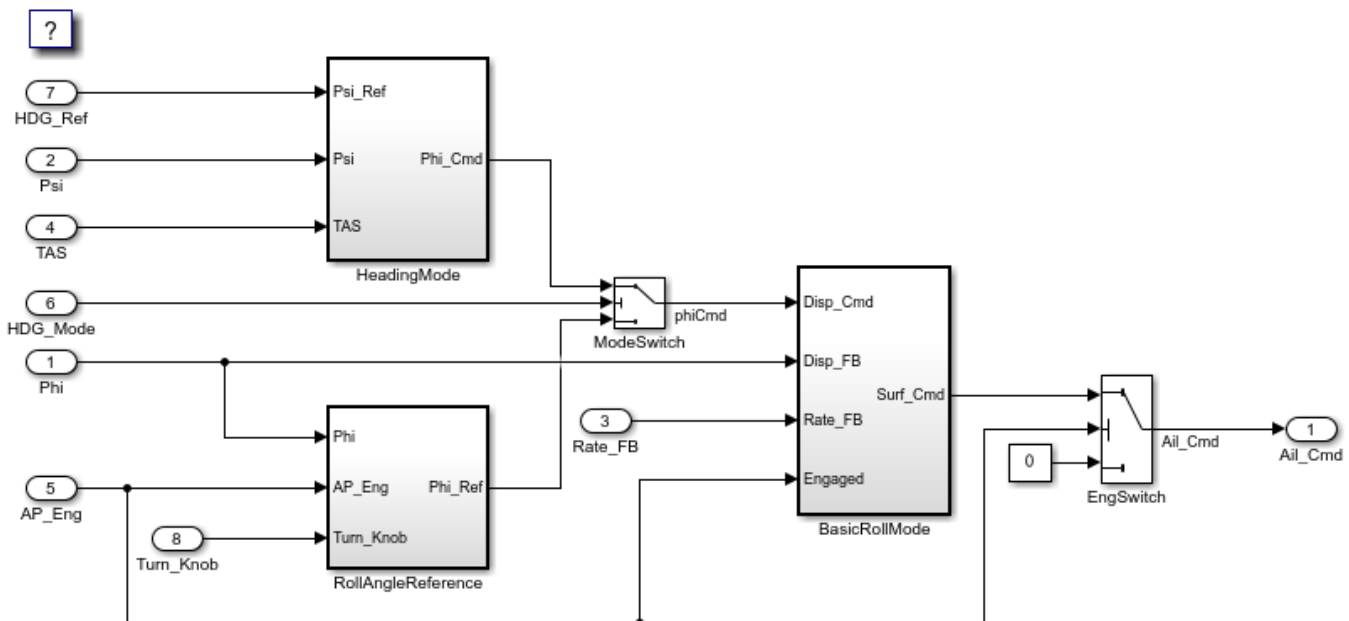 ?
7
HDG_Ref
2
Psi
4
TAS
6
HDG_Mode
1
Phi
5
AP_Eng
8
Turn_Knob
Psi_Ref
Psi
TAS
Phi_Cmd
HeadingMode
Phi
AP_Eng
Turn_Knob
Phi_Ref
RollAngleReference
ModeSwitch
phiCmd
3
Rate_FB
Disp_Cmd
Disp_FB
Rate_FB
Engaged
Surf_Cmd
BasicRollMode
0
EngSwitch
Ail_Cmd
1
Ail_Cmd